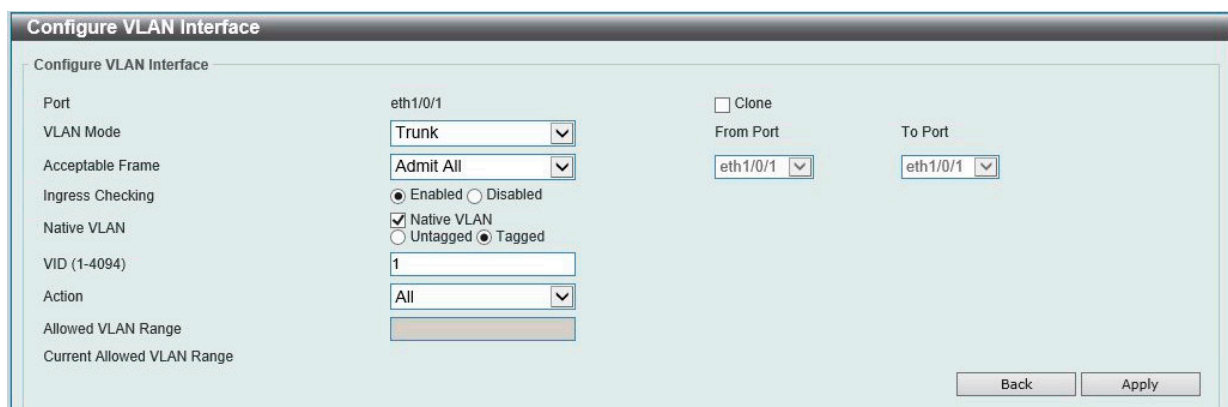 Configure VLAN Interface
Configure VLAN Interface
Port eth1/0/1 Clone
VLAN Mode Trunk From Port To Port
Acceptable Frame Admit All eth1/0/1 eth1/0/1
Ingress Checking Enabled Disabled
Native VLAN Native VLAN
Untagged Tagged
VID (1-4094) 1
Action All
Allowed VLAN Range
Current Allowed VLAN Range
Back Apply